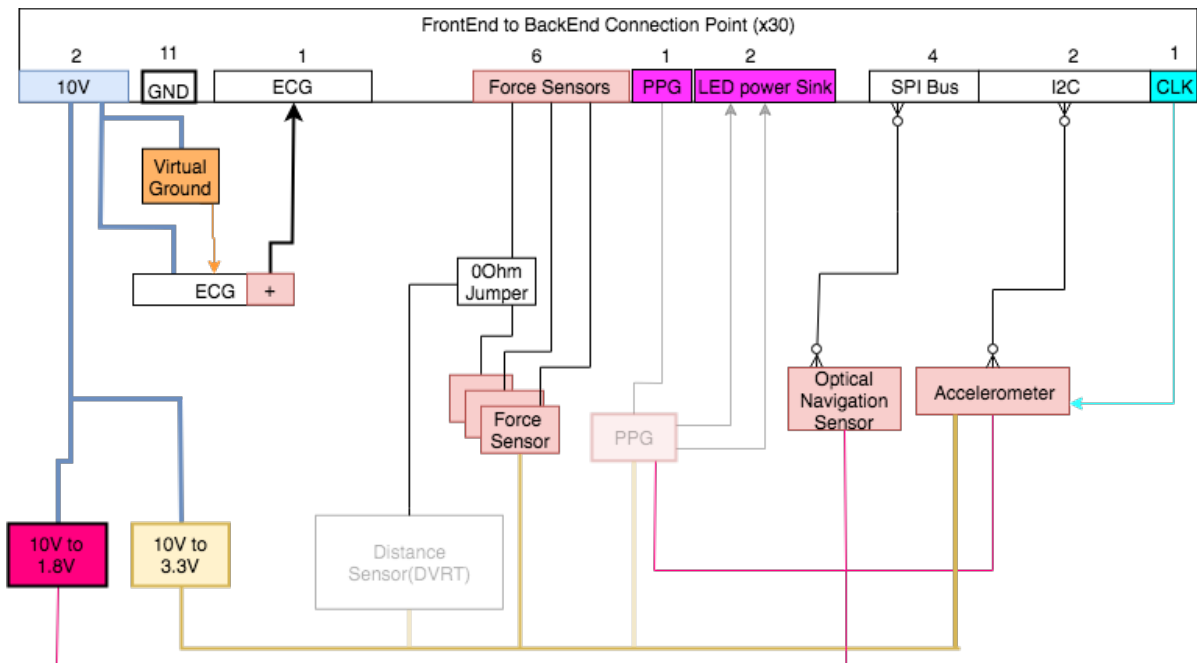 FrontEnd to BackEnd Connection Point (x30)
2
11
1
6
1
2
4
2
1
10V
GND
ECG
Force Sensors
PPG
LED power Sink
SPI Bus
I2C
CLK
Virtual
Ground
ECG
+
0Ohm
Jumper
Force
Sensor
PPG
Optical
Navigation
Sensor
Accelerometer
10V to
1.8V
10V to
3.3V
Distance
Sensor(DVRT)